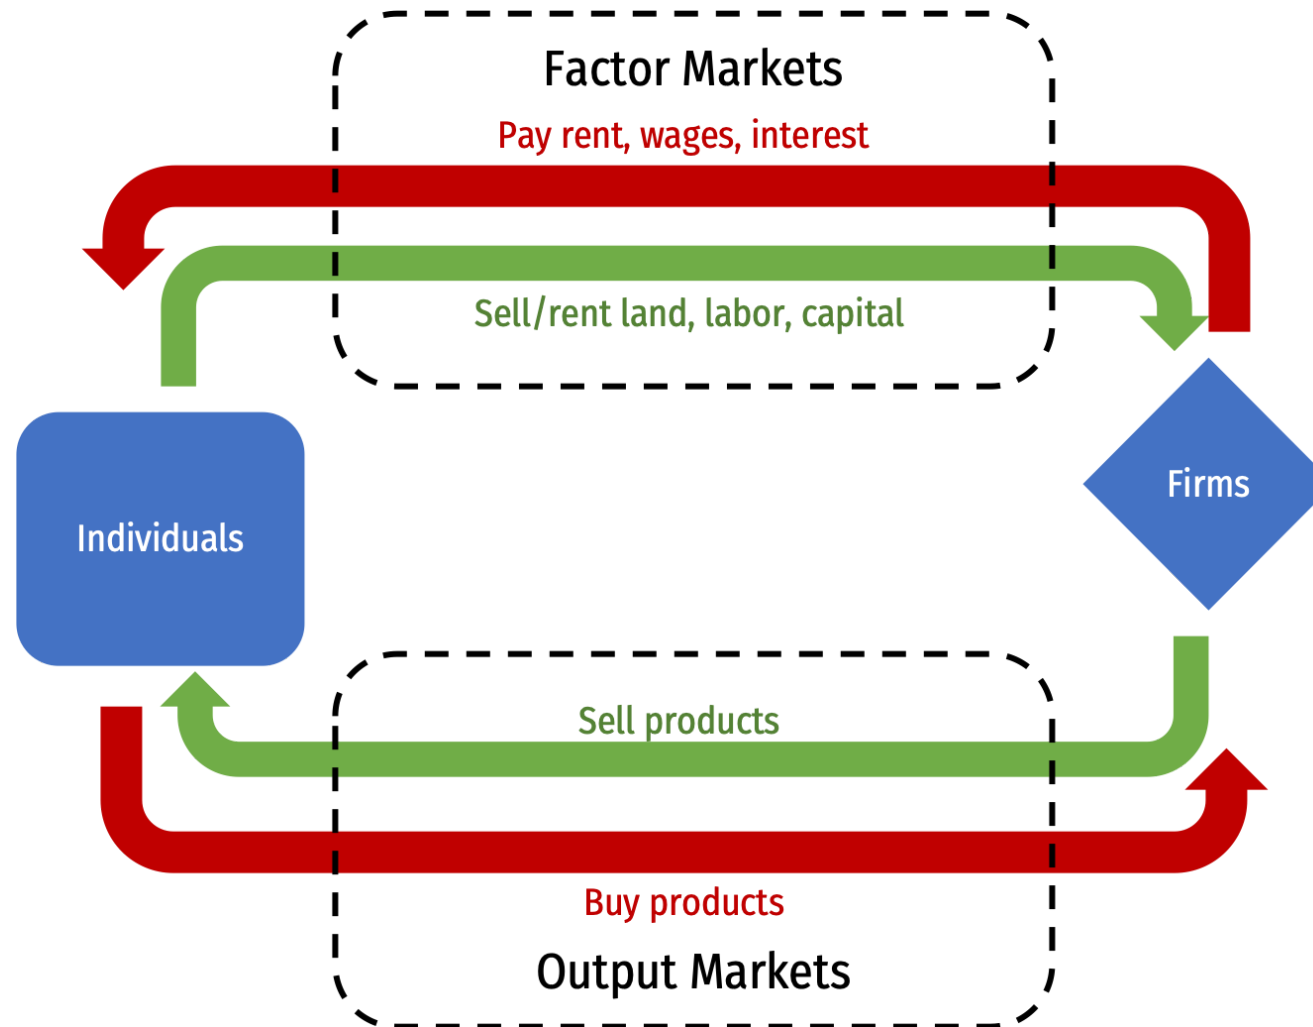 Factor Markets
Pay rent, wages, interest
Sell/rent land, labor, capital
Individuals
Firms
Sell products
Buy products
Output Markets